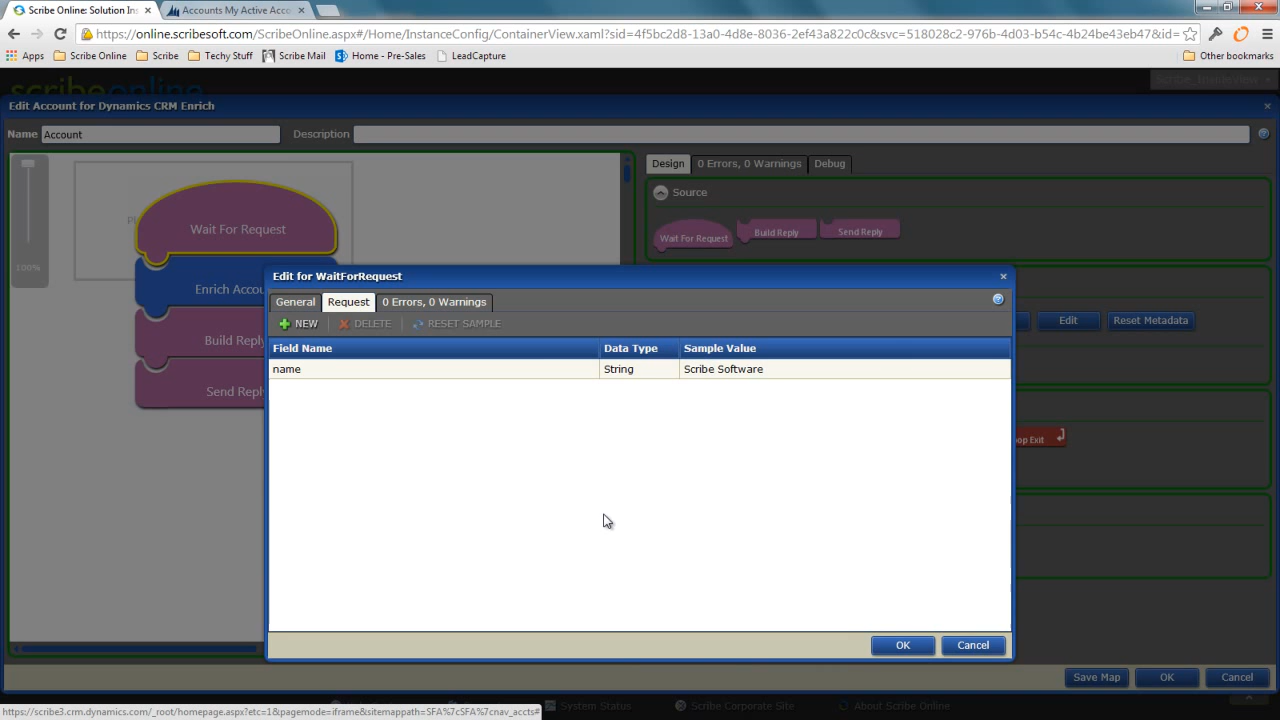 Scribe Online: Solution In
Accounts My Active Acco
https://online.scribesoft.com/ScribeOnline.aspx#/Home/InstanceConfig/ContainerView.xaml?sid=4f5bc2d8-13a0-4d8e-8036-2ef43a822c0c&svc=518028c2-976b-4d03-b54c-4b24be43eb47&id=
Apps Scribe Online Scribe Techy Stuff Scribe Mail Home - Pre-Sales LeadCapture Other bookmarks
scribeonline Scribe_InsideView
Edit Account for Dynamics CRM Enrich
Name Account Description
Design 0 Errors, 0 Warnings Debug
Source
Wait For Request
Wait For Request Build Reply Send Reply
100%
Enrich Accou
Build Reply
Send Repl
Edit Reset Metadata
oop Exit
Edit for WaitForRequest
General Request 0 Errors, 0 Warnings
NEW DELETE RESET SAMPLE
Field Name Data Type Sample Value
name String Scribe Software
OK Cancel
Save Map OK Cancel
System Status Scribe Corporate Site About Scribe Online
https://scribe3.crm.dynamics.com/_root/homepage.aspx?etc=1&pagemode=iframe&sitemappath=SFA%7cSFA%7cnav_accts#